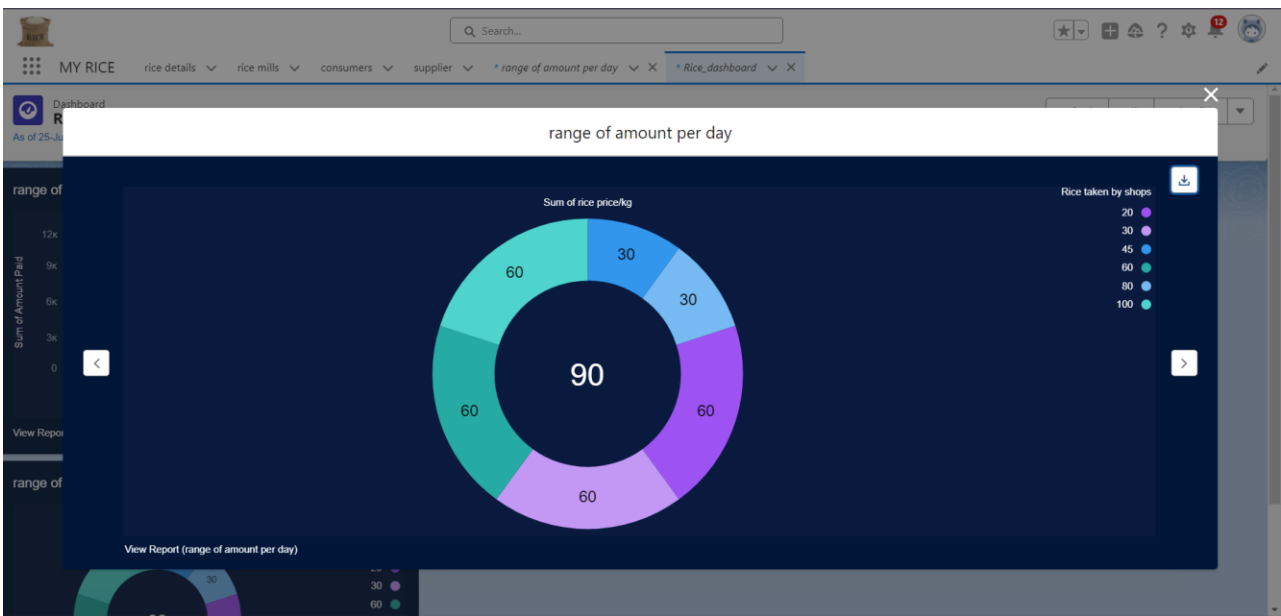 RICE
Search...
12
MY RICE
rice details
rice mills
consumers
supplier
* range of amount per day
* Rice_dashboard
Dashboard
R
As of 25-Ju
range of amount per day
range of
Sum of rice price/kg
Rice taken by shops
20
30
45
60
80
100
12K
9K
6K
3K
0
Sum of Amount Paid
30
30
60
60
60
60
90
View Repo
View Report (range of amount per day)
range of
30
30
60